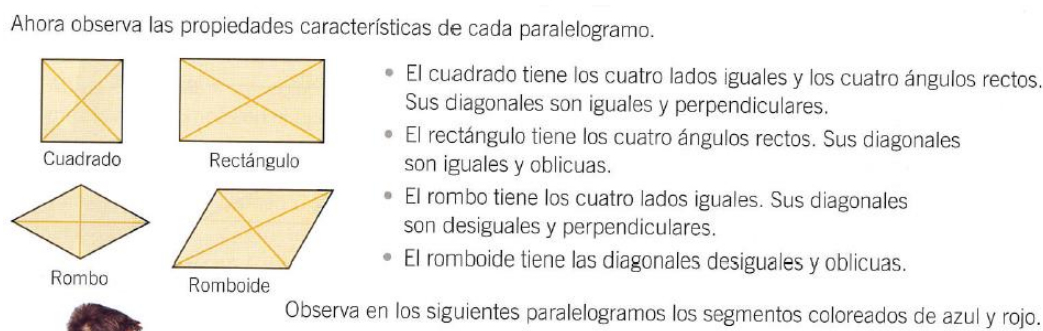 Ahora observa las propiedades características de cada paralelogramo.
Cuadrado
Rectángulo
Rombo
Romboide
• El cuadrado tiene los cuatro lados iguales y los cuatro ángulos rectos.
Sus diagonales son iguales y perpendiculares.
• El rectángulo tiene los cuatro ángulos rectos. Sus diagonales
son iguales y oblicuas.
• El rombo tiene los cuatro lados iguales. Sus diagonales
son desiguales y perpendiculares.
• El romboide tiene las diagonales desiguales y oblicuas.
Observa en los siguientes paralelogramos los segmentos coloreados de azul y rojo.